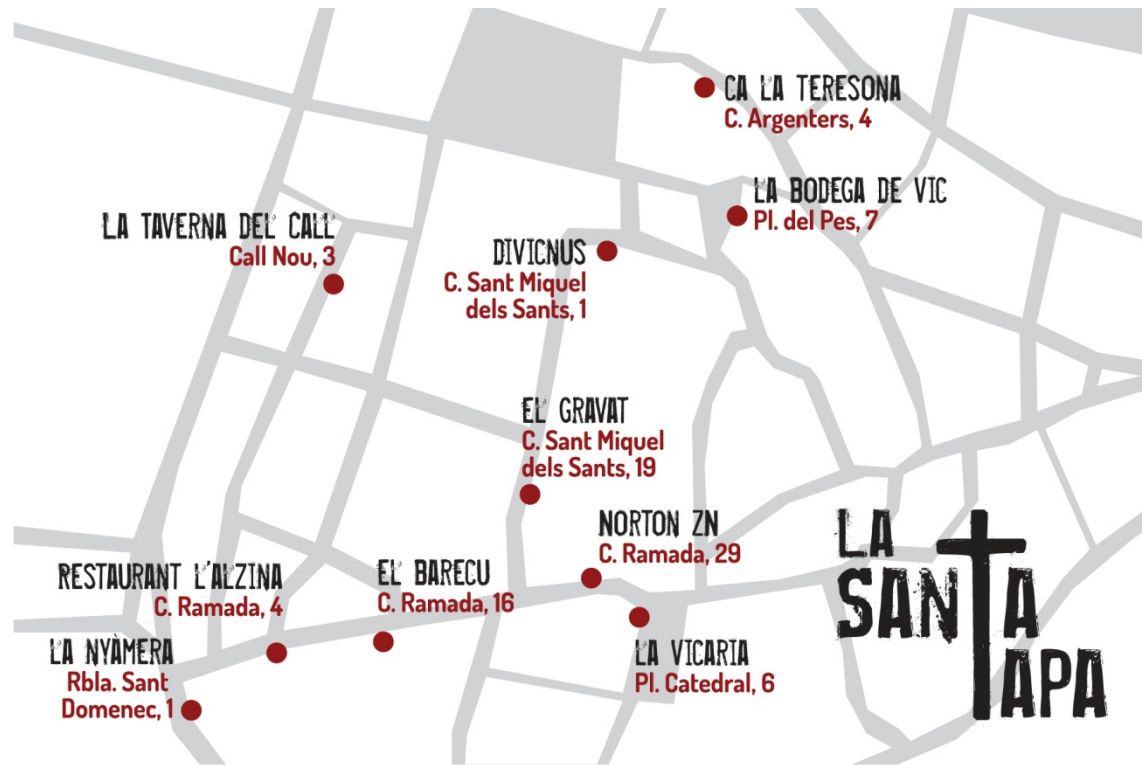 CA LA TERESONA
C. Argenters, 4
LA BODEGA DE VIC
Pl. del Pes, 7
LA TAVERNA DEL CALL
Call Nou, 3
DIVICNUS
C. Sant Miquel
dels Sants, 1
EL GRAVAT
C. Sant Miquel
dels Sants, 19
NORTON ZN
C. Ramada, 29
EL BARECU
C. Ramada, 16
RESTAURANT L'ALZINA
C. Ramada, 4
LA NYÀMERA
Rbla. Sant
Domenec, 1
LA VICARIA
Pl. Catedral, 6
LA
SANTA
TAPA